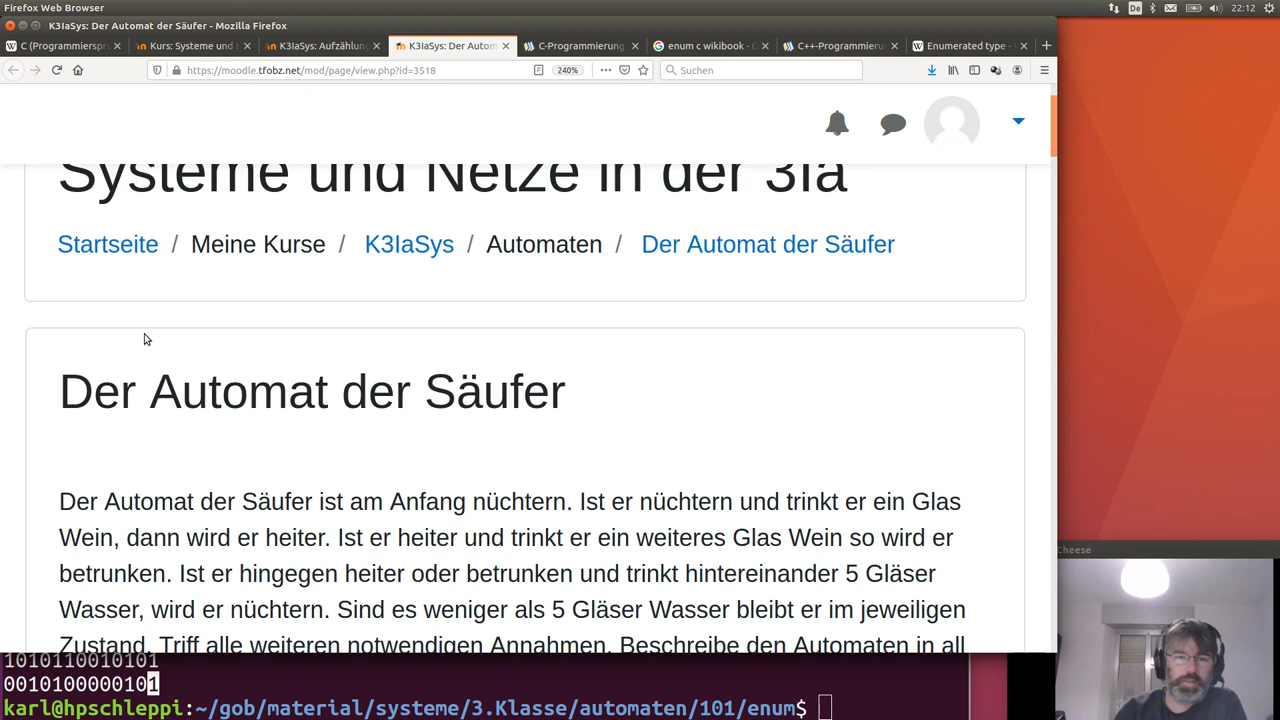 Firefox Web Browser
De
22:12
K3IaSys: Der Automat der Säufer - Mozilla Firefox
C (Programmierspr
Kurs: Systeme und
K3IaSys: Aufzählung
K3IaSys: Der Autom
C-Programmierung
enum c wikibook - G
C++-Programmierun
Enumerated type -
https://moodle.tfobz.net/mod/page/view.php?id=3518
240%
Suchen
Systeme und Netze in der 3Ia
Startseite / Meine Kurse / K3IaSys / Automaten / Der Automat der Säufer
Der Automat der Säufer
Der Automat der Säufer ist am Anfang nüchtern. Ist er nüchtern und trinkt er ein Glas
Wein, dann wird er heiter. Ist er heiter und trinkt er ein weiteres Glas Wein so wird er
betrunken. Ist er hingegen heiter oder betrunken und trinkt hintereinander 5 Gläser
Wasser, wird er nüchtern. Sind es weniger als 5 Gläser Wasser bleibt er im jeweiligen
Zustand. Triff alle weiteren notwendigen Annahmen. Beschreibe den Automaten in all
Cheese
1010110010101
0010100000101
karl@hpschleppi:~/gob/material/systeme/3.Klasse/automaten/101/enum$